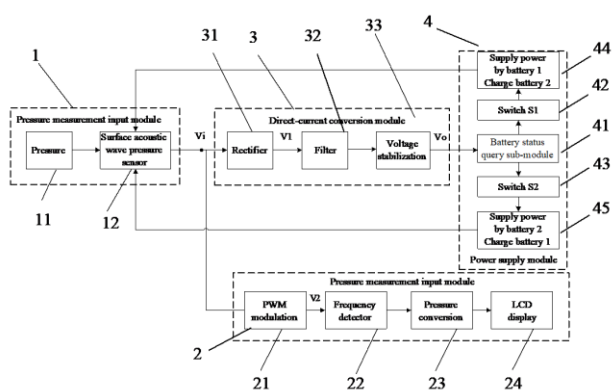 1
31
3
32
33
4
44
42
41
43
45
Pressure measurement input module
Pressure
Surface acoustic
wave pressure
sensor
11
12
Vi
Direct-current conversion module
Rectifier
V1
Filter
Voltage
stabilization
Vo
Supply power
by battery 1
Charge battery 2
Switch S1
Battery status
query sub-module
Switch S2
Supply power
by battery 2
Charge battery 1
Power supply module
Pressure measurement input module
PWM
modulation
V2
Frequency
detector
Pressure
conversion
LCD
display
2
21
22
23
24